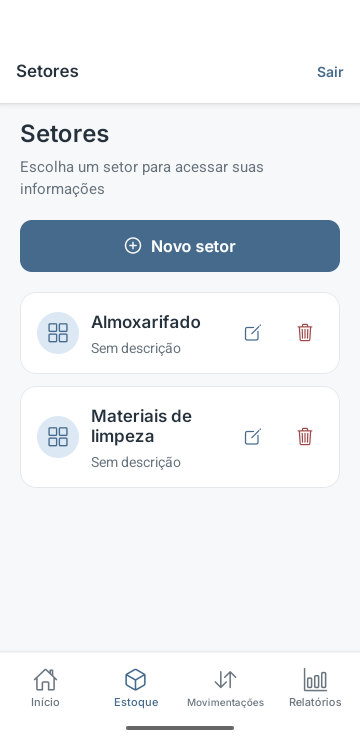 Setores
Sair
Setores
Escolha um setor para acessar suas
informações
Novo setor
Almoxarifado
Sem descrição
Materiais de
limpeza
Sem descrição
Início
Estoque
Movimentações
Relatórios